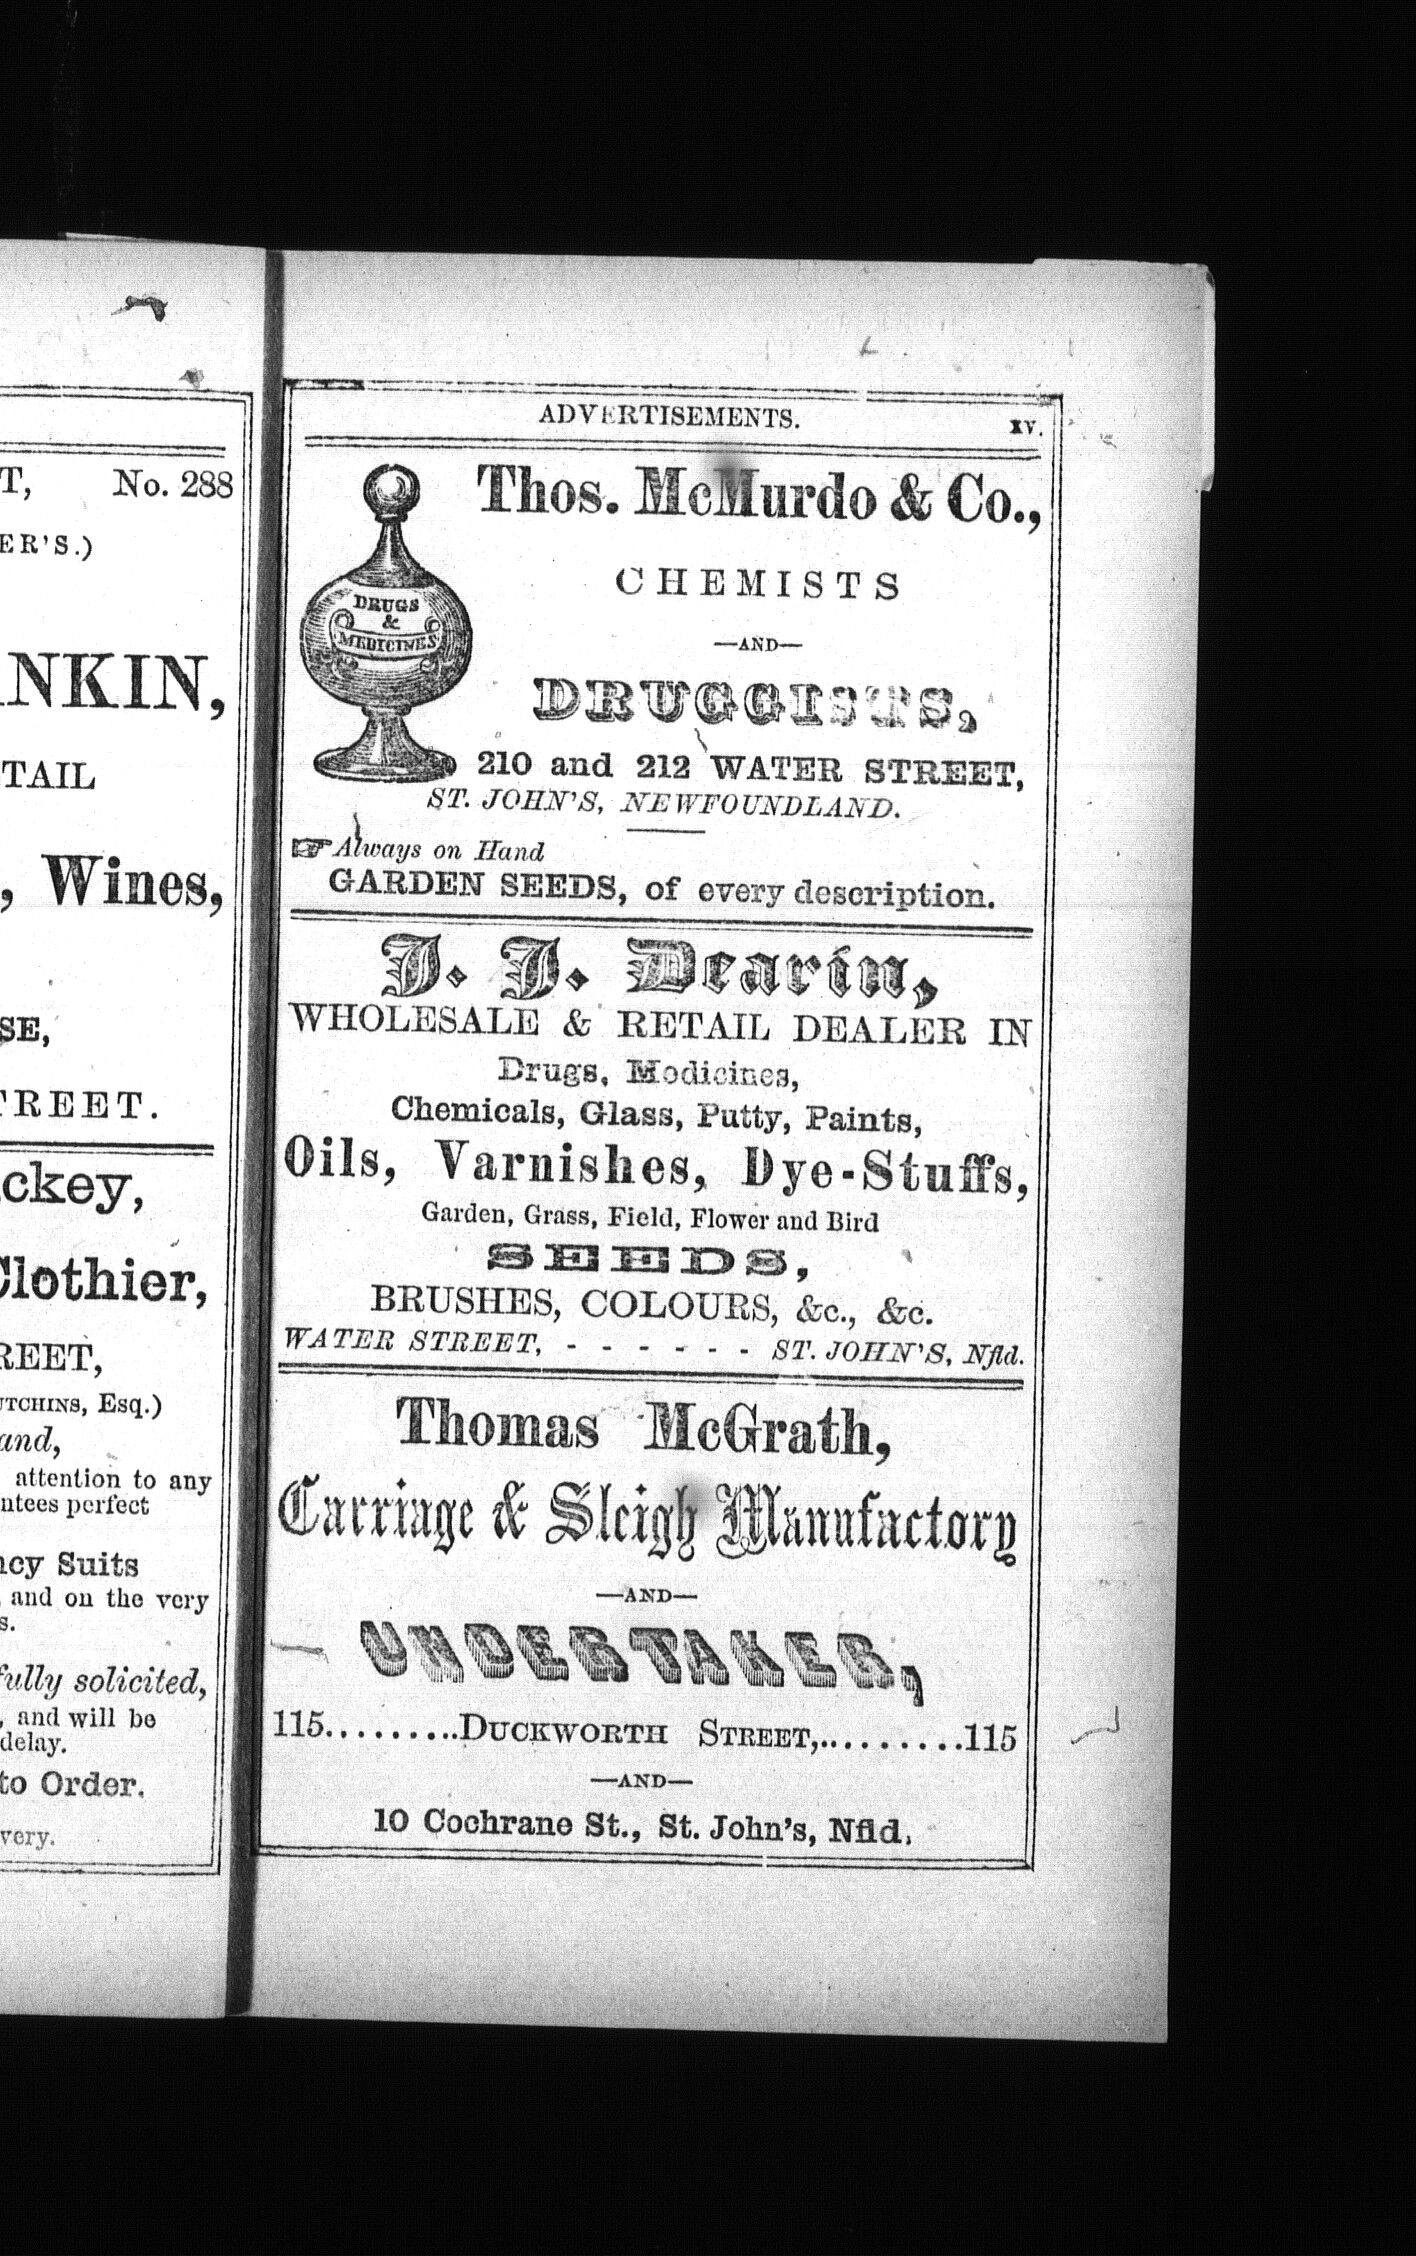 T, No. 288
ER'S.)
NKIN,
TAIL
, Wines,
SE,
REET.
ckey,
Clothier,
REET,
UTCHINS, Esq.)
and,
attention to any
ntees perfect
ncy Suits
, and on the very
s.
fully solicited,
, and will be
delay.
to Order.
very.
ADVERTISEMENTS. xv.
Thos. McMurdo & Co.,
DRUGS
&
MEDICINES
CHEMISTS
—AND—
DRUGGISTS,
210 and 212 WATER STREET,
ST. JOHN'S, NEWFOUNDLAND.
☞ Always on Hand
GARDEN SEEDS, of every description.
J. J. Dearin,
WHOLESALE & RETAIL DEALER IN
Drugs, Medicines,
Chemicals, Glass, Putty, Paints,
Oils, Varnishes, Dye-Stuffs,
Garden, Grass, Field, Flower and Bird
SEEDS,
BRUSHES, COLOURS, &c., &c.
WATER STREET, - - - - - - ST. JOHN'S, Nfld.
Thomas McGrath,
Carriage & Sleigh Manufactory
—AND—
UNDERTAKER,
115..........DUCKWORTH STREET,.........115
—AND—
10 Cochrane St., St. John's, Nfld.